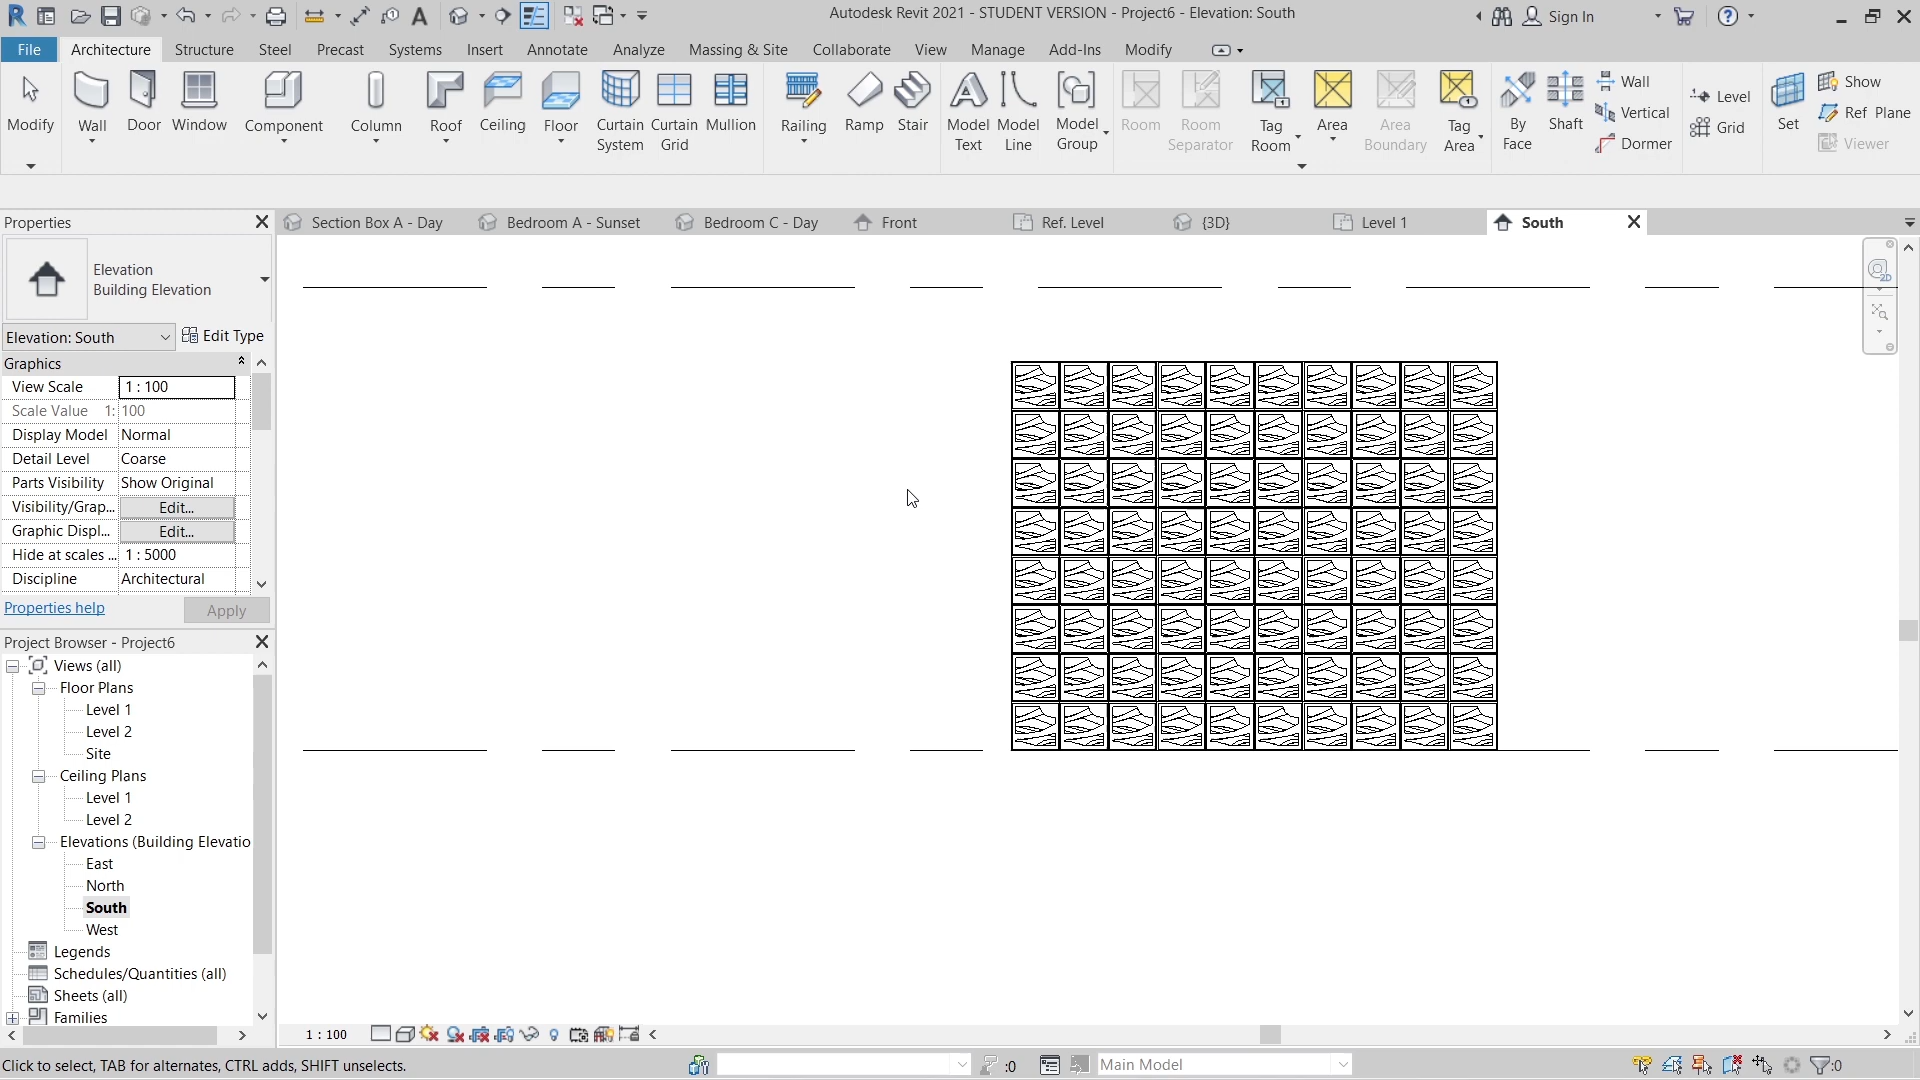 Autodesk Revit 2021 - STUDENT VERSION - Project6 - Elevation: South
Sign In
File
Architecture
Structure
Steel
Precast
Systems
Insert
Annotate
Analyze
Massing & Site
Collaborate
View
Manage
Add-Ins
Modify
Modify
Wall
Door
Window
Component
Column
Roof
Ceiling
Floor
Curtain
System
Curtain
Grid
Mullion
Railing
Ramp
Stair
Model
Text
Model
Line
Model
Group
Room
Room
Separator
Tag
Room
Area
Area
Boundary
Tag
Area
By
Face
Shaft
Wall
Vertical
Dormer
Level
Grid
Set
Show
Ref Plane
Viewer
Properties
Section Box A - Day
Bedroom A - Sunset
Bedroom C - Day
Front
Ref. Level
{3D}
Level 1
South
Elevation
Building Elevation
Elevation: South
Edit Type
Graphics
View Scale 1 : 100
Scale Value 1: 100
Display Model Normal
Detail Level Coarse
Parts Visibility Show Original
Visibility/Grap... Edit...
Graphic Displ... Edit...
Hide at scales ... 1 : 5000
Discipline Architectural
Properties help
Apply
Project Browser - Project6
Views (all)
Floor Plans
Level 1
Level 2
Site
Ceiling Plans
Level 1
Level 2
Elevations (Building Elevatio
East
North
South
West
Legends
Schedules/Quantities (all)
Sheets (all)
Families
2D
1 : 100
Click to select, TAB for alternates, CTRL adds, SHIFT unselects.
:0
Main Model
:0